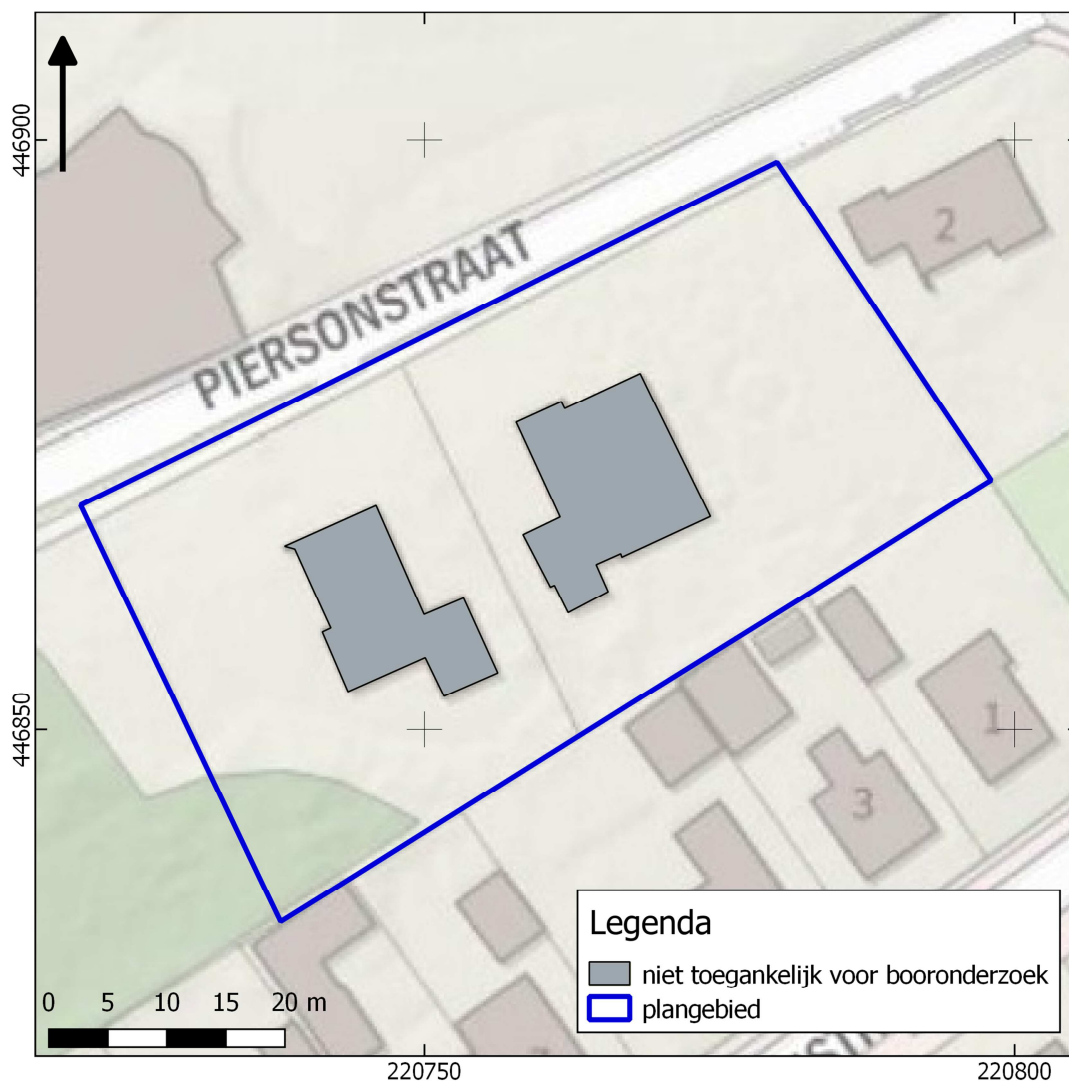 446900
2
PIERSONSTRAAT
446850
1
3
Legenda
niet toegankelijk voor booronderzoek
plangebied
0 5 10 15 20 m
220750 220800